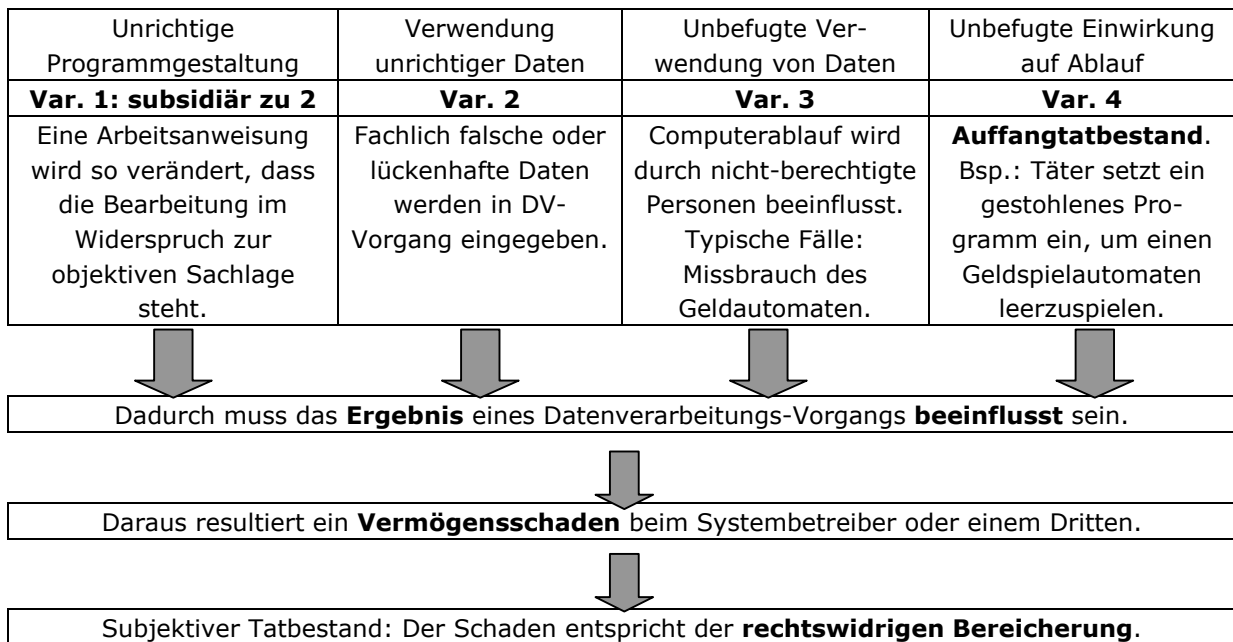 Unrichtige
Programmgestaltung
Verwendung
unrichtiger Daten
Unbefugte Ver-
wendung von Daten
Unbefugte Einwirkung
auf Ablauf
Var. 1: subsidiär zu 2
Var. 2
Var. 3
Var. 4
Eine Arbeitsanweisung
wird so verändert, dass
die Bearbeitung im
Widerspruch zur
objektiven Sachlage
steht.
Fachlich falsche oder
lückenhafte Daten
werden in DV-
Vorgang eingegeben.
Computerablauf wird
durch nicht-berechtigte
Personen beeinflusst.
Typische Fälle:
Missbrauch des
Geldautomaten.
Auffangtatbestand.
Bsp.: Täter setzt ein
gestohlenes Pro-
gramm ein, um einen
Geldspielautomaten
leerzuspielen.
Dadurch muss das Ergebnis eines Datenverarbeitungs-Vorgangs beeinflusst sein.
Daraus resultiert ein Vermögensschaden beim Systembetreiber oder einem Dritten.
Subjektiver Tatbestand: Der Schaden entspricht der rechtswidrigen Bereicherung.